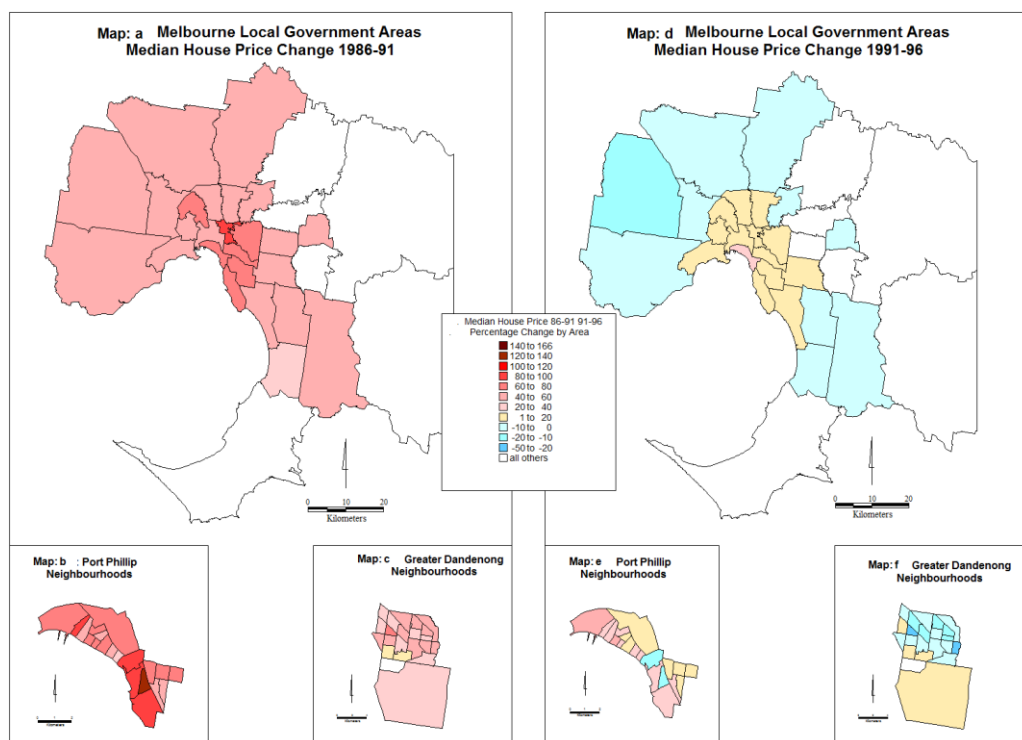 Map: a Melbourne Local Government Areas
Median House Price Change 1986-91
Map: d Melbourne Local Government Areas
Median House Price Change 1991-96
. Median House Price 86-91 91-96
. Percentage Change by Area
140 to 166
120 to 140
100 to 120
80 to 100
60 to 80
40 to 60
20 to 40
1 to 20
-10 to 0
-20 to -10
-50 to -20
all others
0 10 20
Kilometers
0 10 20
Kilometers
Map: b : Port Phillip
Neighbourhoods
Map: c Greater Dandenong
Neighbourhoods
Map: e Port Phillip
Neighbourhoods
Map: f Greater Dandenong
Neighbourhoods